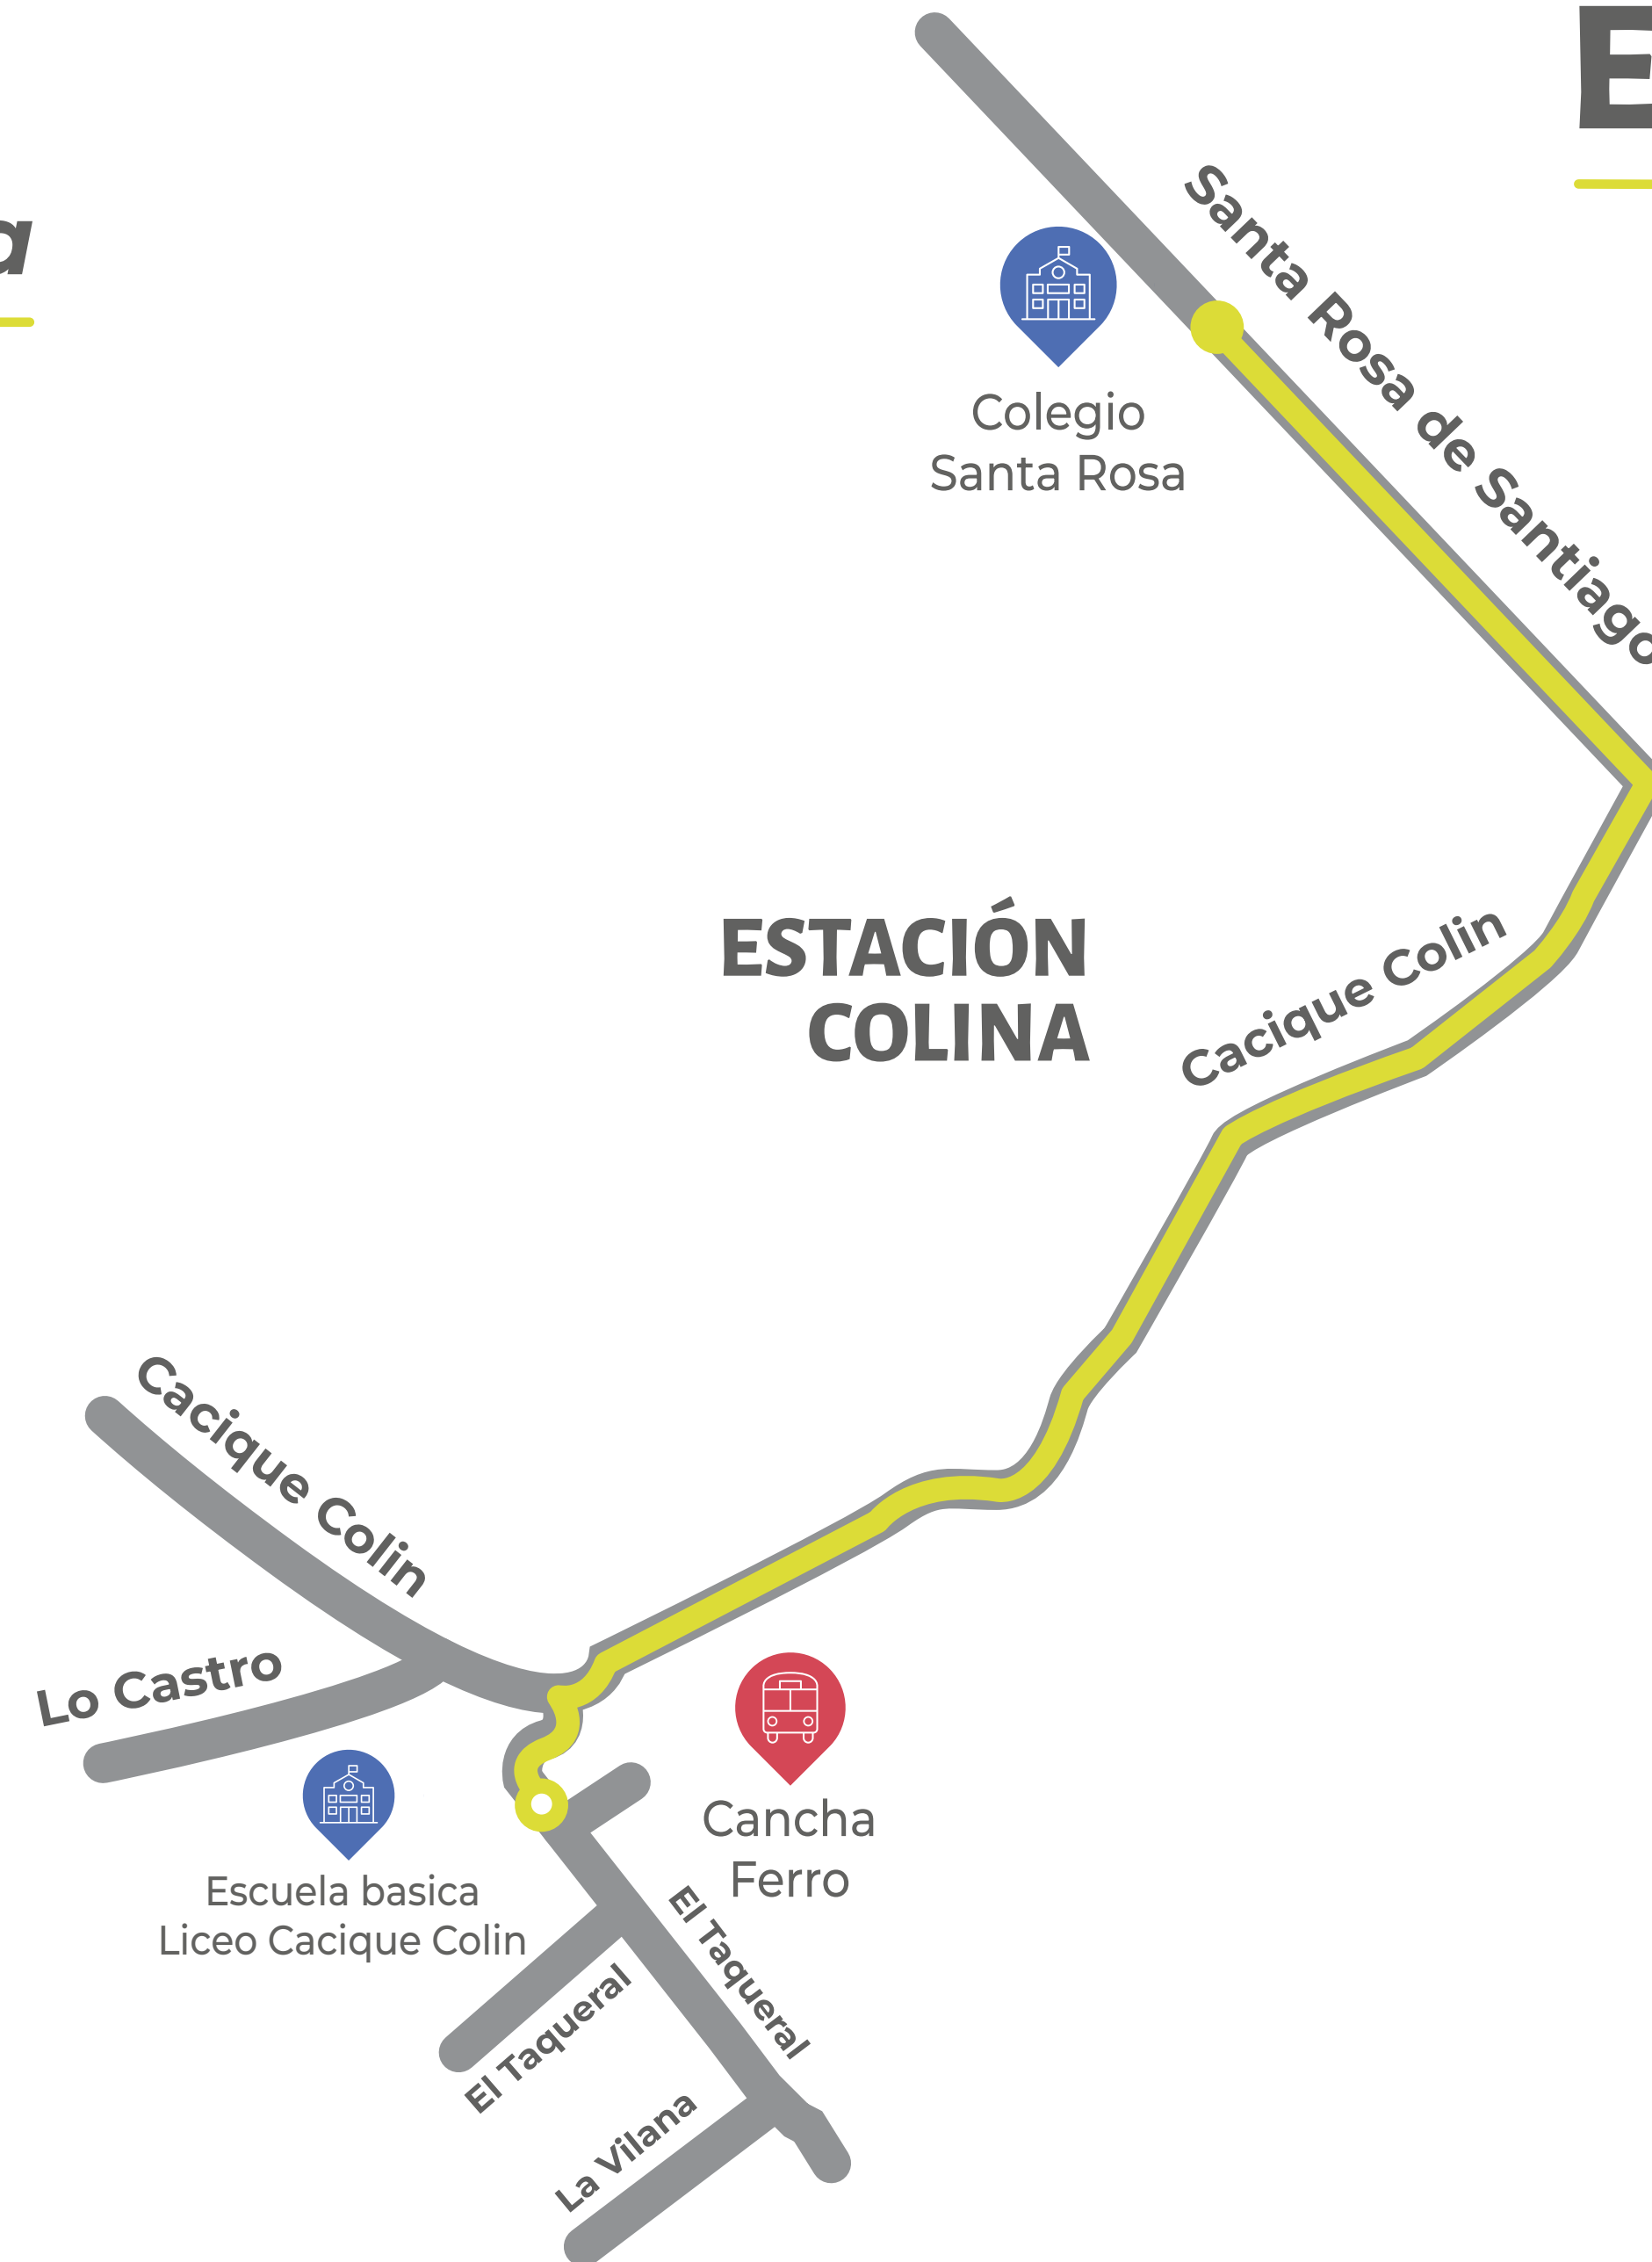 E
a
Santa Rosa de Santiago
Colegio
Santa Rosa
ESTACIÓN
COLINA
Cacique Colin
Cacique Colin
Lo Castro
Cancha
Ferro
Escuela basica
Liceo Cacique Colin
El Taqueral
El Taqueral
La Vilana